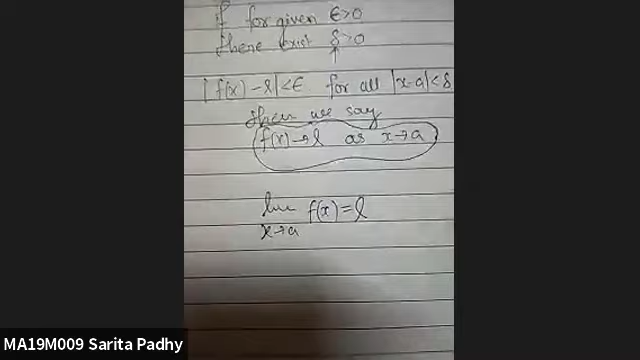 if for given ε>0
there exist δ>0
|f(x)-l|<ε for all |x-a|<δ
then we say
f(x)→l as x→a
lim f(x)=l
x→a
MA19M009 Sarita Padhy